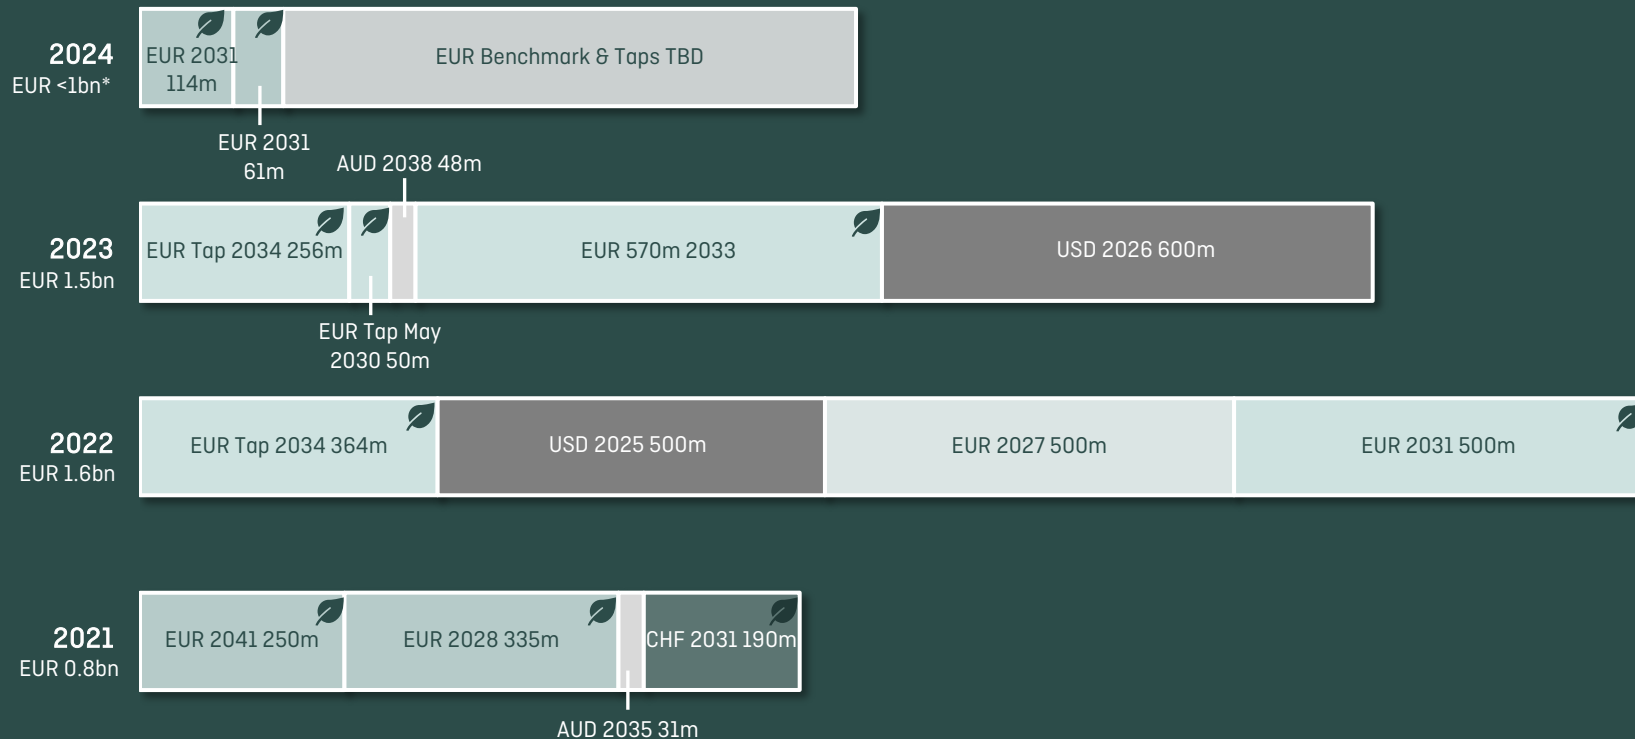 2024
EUR <1bn*
EUR 2031
114m
EUR Benchmark & Taps TBD
EUR 2031
61m
AUD 2038 48m
2023
EUR 1.5bn
EUR Tap 2034 256m
EUR 570m 2033
USD 2026 600m
EUR Tap May
2030 50m
2022
EUR 1.6bn
EUR Tap 2034 364m
USD 2025 500m
EUR 2027 500m
EUR 2031 500m
2021
EUR 0.8bn
EUR 2041 250m
EUR 2028 335m
CHF 2031 190m
AUD 2035 31m